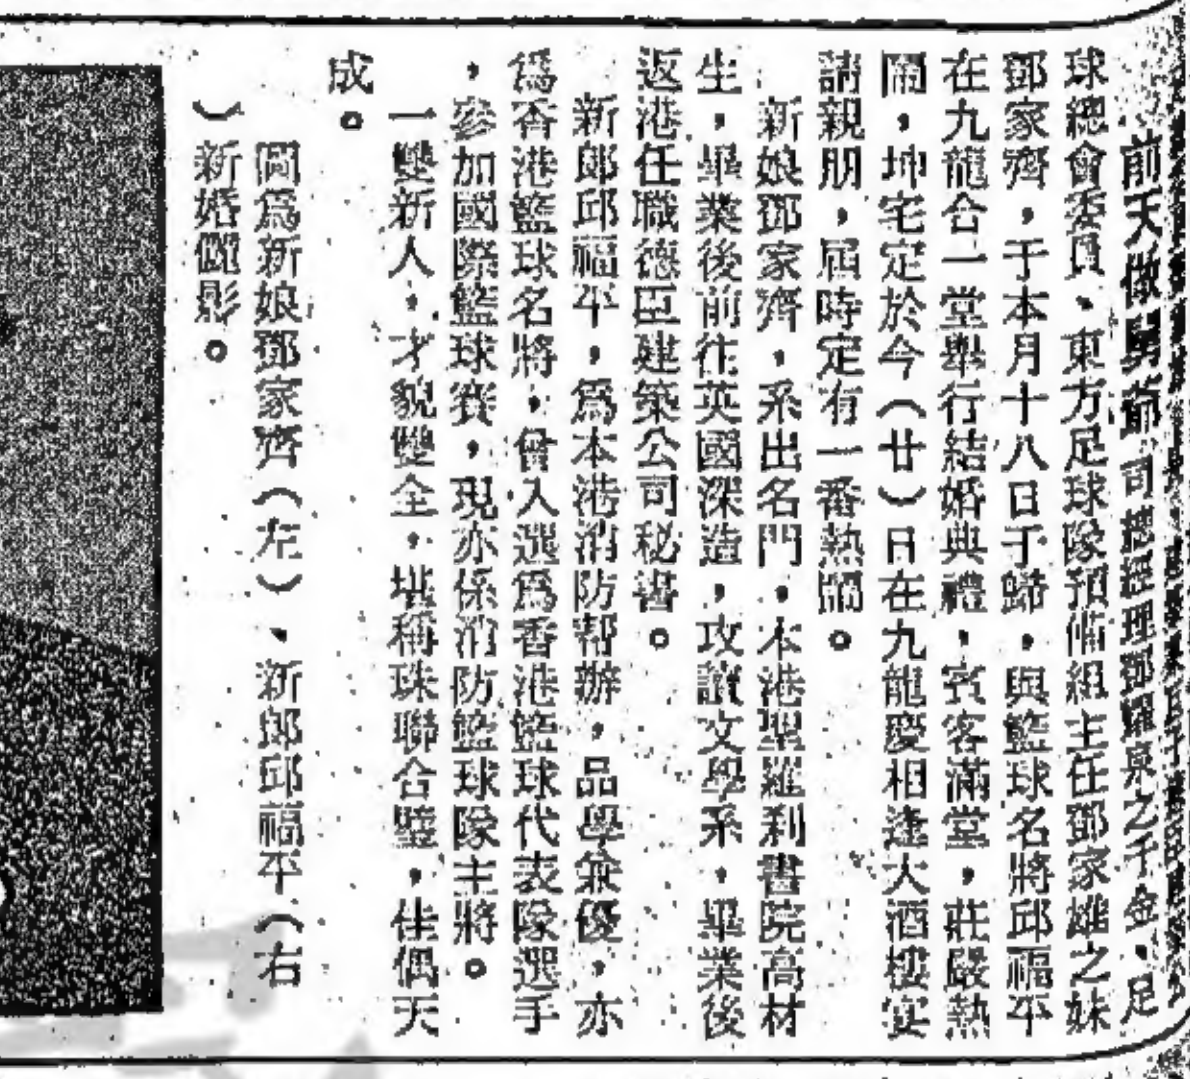 前天做舅爺
司總經理鄧耀泉之千金、足
球總會委員、東方足球隊預備組主任鄧家雄之妹
鄧家齊,于本月十八日于歸,與籃球名將邱福平
在九龍合一堂舉行結婚典禮,賓客滿堂,莊嚴熱
鬧,坤宅定於今(廿)日在九龍慶相逢大酒樓宴
請親朋,屆時定有一番熱鬧。
新娘鄧家齊,系出名門,本港聖羅利書院高材
生,畢業後前往英國深造,攻讀文學系,畢業後
返港任職德臣建築公司秘書。
新郎邱福平,爲本港消防帮辦,品學兼優,亦
爲香港籃球名將,曾入選爲香港籃球代表隊選手
,參加國際籃球賽,現亦係消防籃球隊主將。
一雙新人,才貌雙全,堪稱珠聯合璧,佳偶天
成。
圖爲新娘鄧家齊(左)、新郎邱福平(右
)新婚儷影。